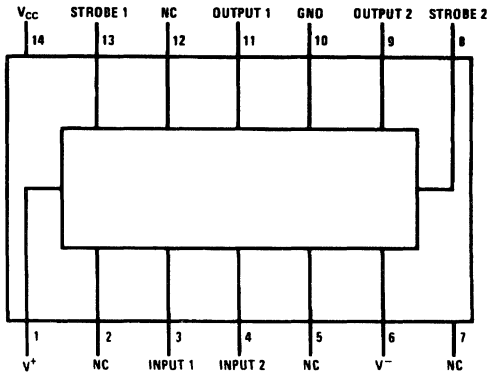 VCC STROBE 1 NC OUTPUT 1 GND OUTPUT 2 STROBE 2
14 13 12 11 10 9 8
1 2 3 4 5 6 7
V+ NC INPUT 1 INPUT 2 NC V− NC